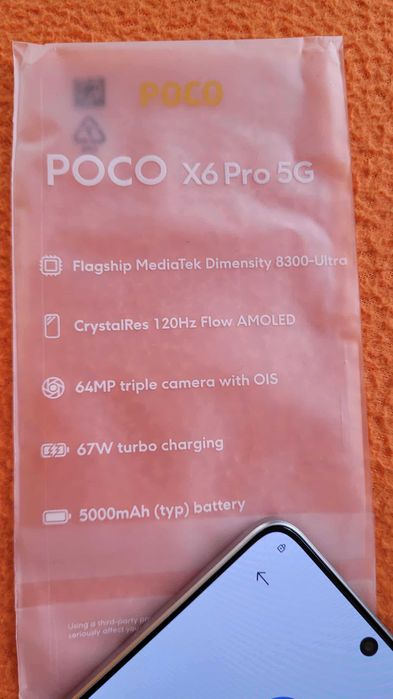 POCO
POCO X6 Pro 5G
Flagship MediaTek Dimensity 8300-Ultra
CrystalRes 120Hz Flow AMOLED
64MP triple camera with OIS
67W turbo charging
5000mAh (typ) battery
Using a third-party
seriously affect